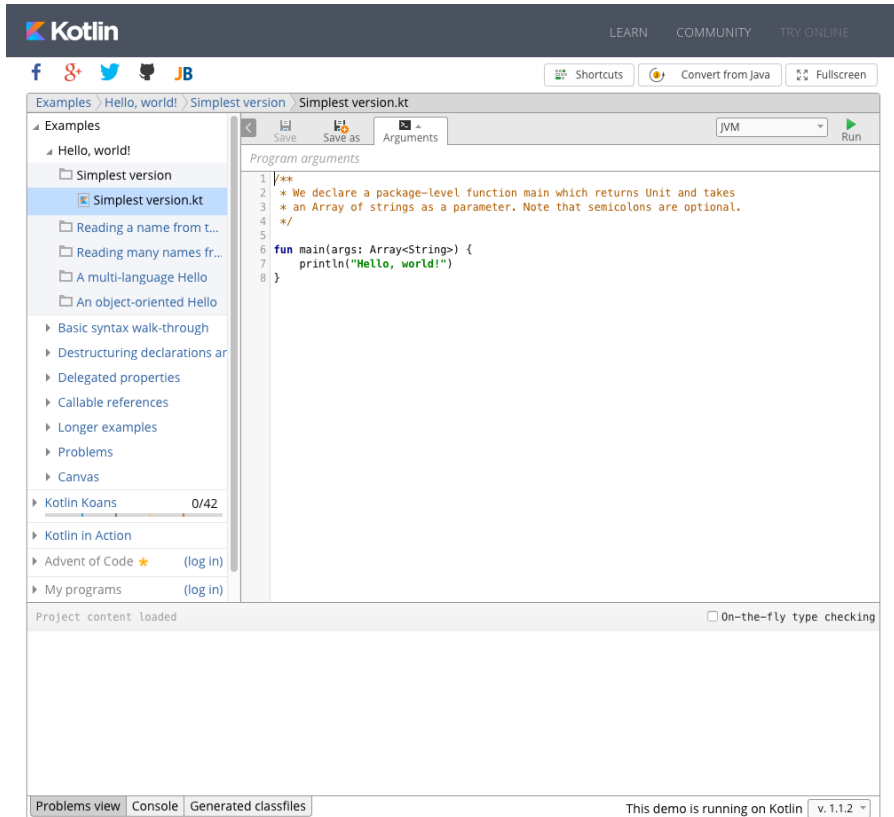 Kotlin
LEARN COMMUNITY TRY ONLINE
f g+ JB
Shortcuts Convert from Java Fullscreen
Examples Hello, world! Simplest version Simplest version.kt
Examples
Hello, world!
Simplest version
Simplest version.kt
Reading a name from t...
Reading many names fr...
A multi-language Hello
An object-oriented Hello
Basic syntax walk-through
Destructuring declarations ar
Delegated properties
Callable references
Longer examples
Problems
Canvas
Kotlin Koans 0/42
Kotlin in Action
Advent of Code (log in)
My programs (log in)
Save Save as Arguments JVM Run
Program arguments
1 /**
2  * We declare a package-level function main which returns Unit and takes
3  * an Array of strings as a parameter. Note that semicolons are optional.
4  */
5
6 fun main(args: Array<String>) {
7     println("Hello, world!")
8 }
Project content loaded On-the-fly type checking
Problems view Console Generated classfiles This demo is running on Kotlin v. 1.1.2